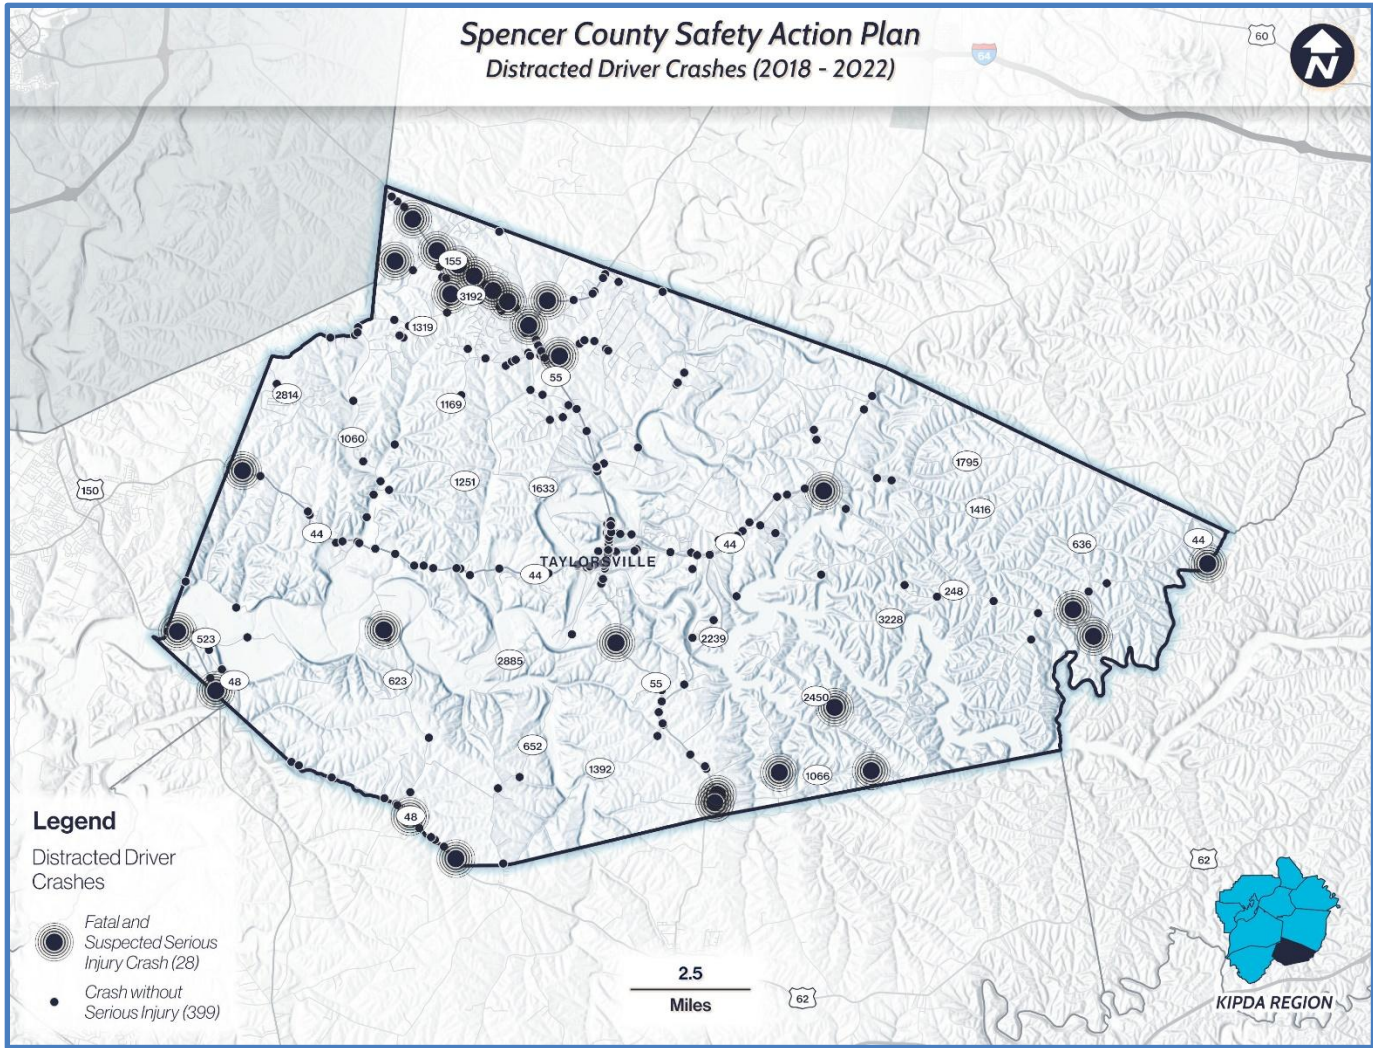 Spencer County Safety Action Plan
Distracted Driver Crashes (2018 - 2022)
64
60
N
155
3192
1319
55
2814
1169
1060
1795
1251
1633
150
1416
44
44
44
636
TAYLORSVILLE
44
248
3228
523
2239
2885
48
623
55
2450
652
1392
1066
48
Legend
Distracted Driver
Crashes
Fatal and
Suspected Serious
Injury Crash (28)
Crash without
Serious Injury (399)
2.5
Miles
62
62
KIPDA REGION